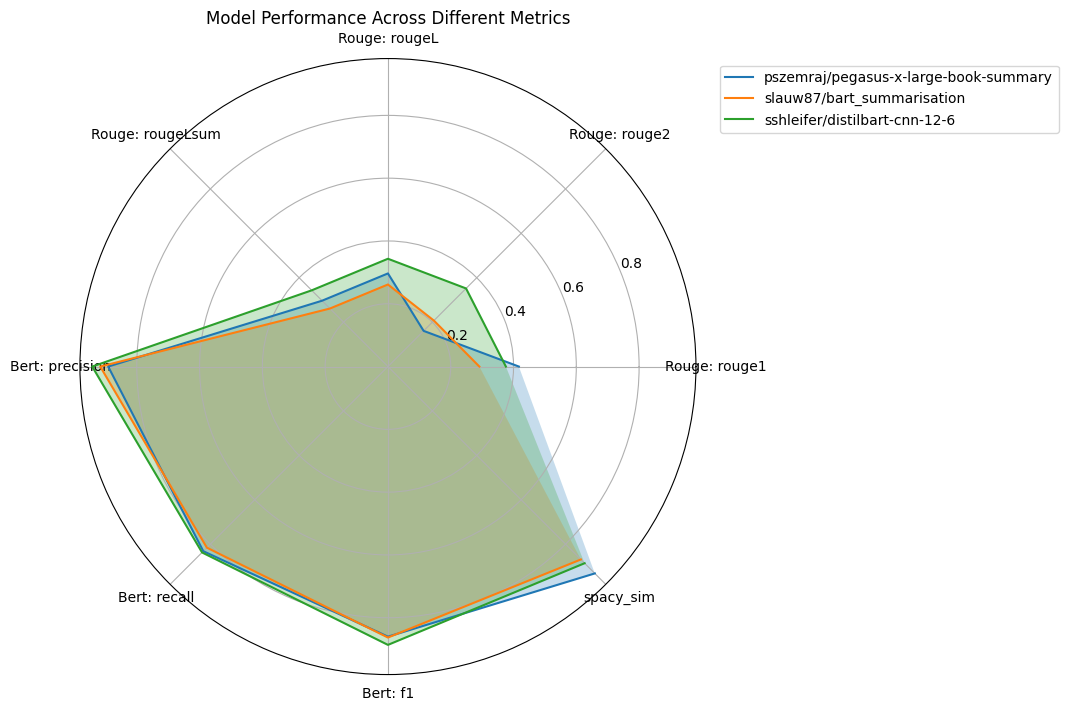 Model Performance Across Different Metrics
Rouge: rougeL
pszemraj/pegasus-x-large-book-summary
slauw87/bart_summarisation
sshleifer/distilbart-cnn-12-6
Rouge: rougeLsum
Rouge: rouge2
0.8
0.6
0.4
0.2
Bert: precision
Rouge: rouge1
Bert: recall
spacy_sim
Bert: f1